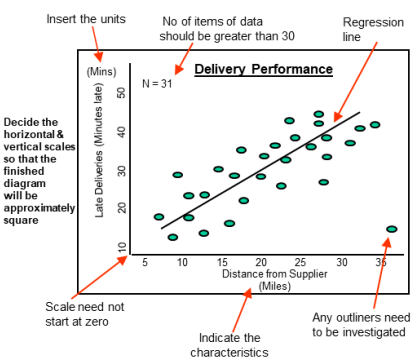 Insert the units
No of items of data
should be greater than 30
Regression
line
(Mins)
Delivery Performance
N = 31
Decide the
horizontal &
vertical scales
so that the
finished
diagram
will be
approximately
square
Late Deliveries (Minutes late)
50
40
30
20
10
5 10 15 20 25 30 35
Distance from Supplier
(Miles)
Scale need not
start at zero
Indicate the
characteristics
Any outliners need
to be investigated